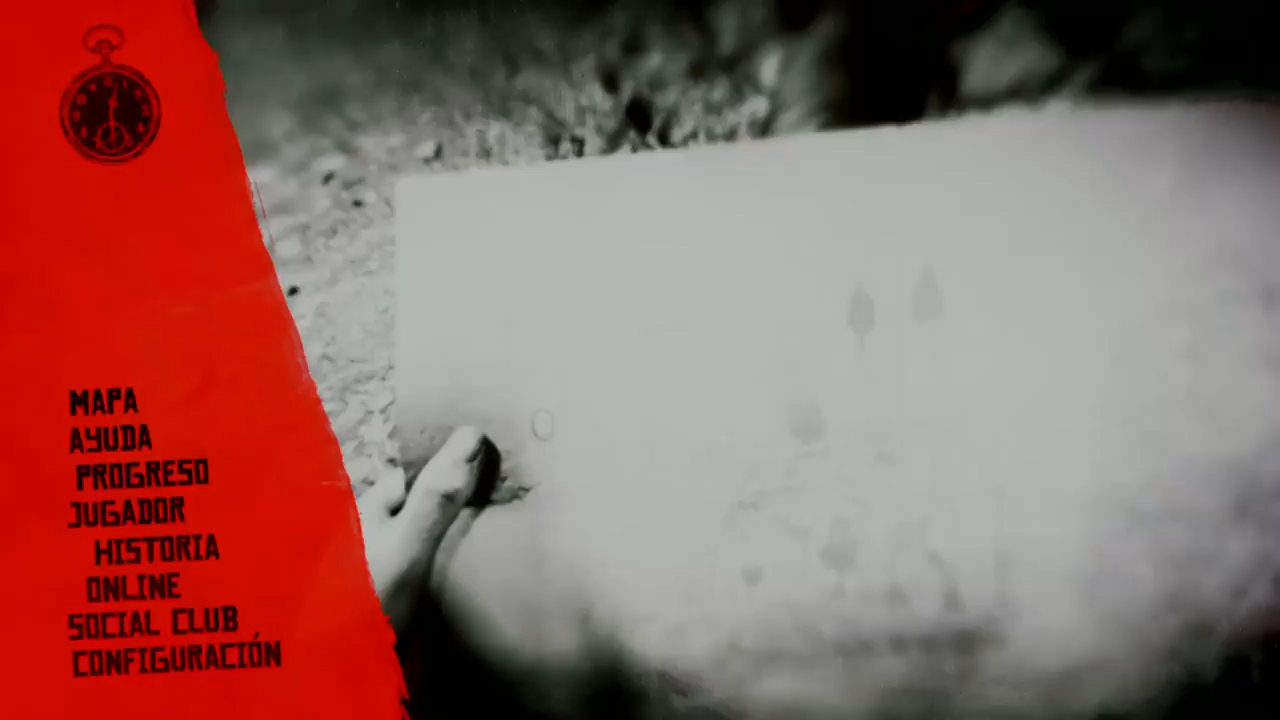 MAPA
AYUDA
PROGRESO
JUGADOR
HISTORIA
ONLINE
SOCIAL CLUB
CONFIGURACIÓN